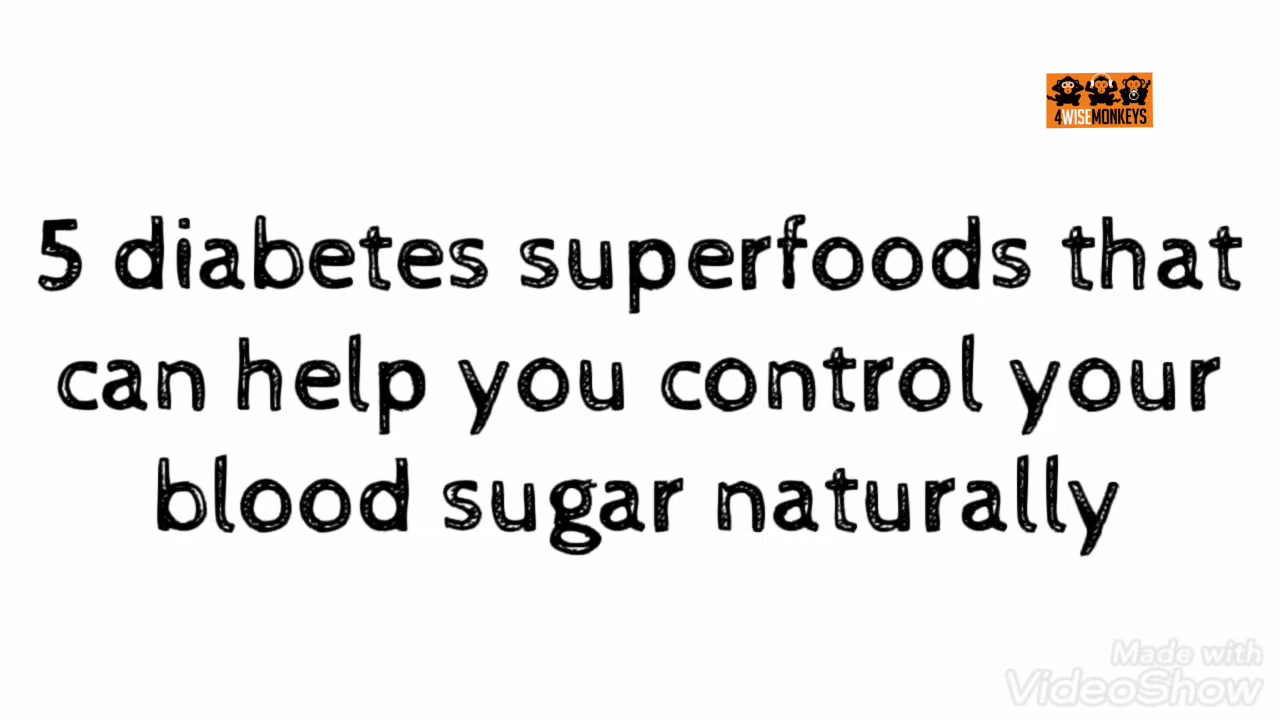 4WISEMONKEYS
5 diabetes superfoods that
can help you control your
blood sugar naturally
Made with
VideoShow